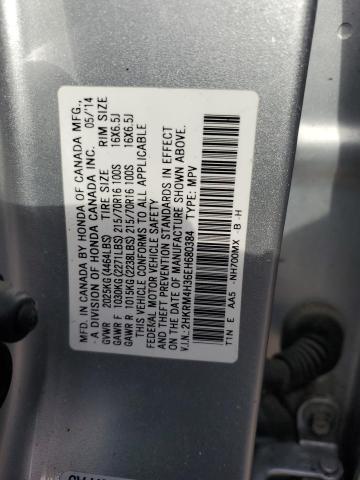 MFD. IN CANADA BY HONDA OF CANADA MFG.,
- A DIVISION OF HONDA CANADA INC. 05/14
GVWR 2025KG (4464LBS) TIRE SIZE RIM SIZE
GAWR F 1030KG (2271LBS) 215/70R16 100S 16X6.5J
GAWR R 1015KG (2238LBS) 215/70R16 100S 16X6.5J
THIS VEHICLE CONFORMS TO ALL APPLICABLE
FEDERAL MOTOR VEHICLE SAFETY
AND THEFT PREVENTION STANDARDS IN EFFECT
ON THE DATE OF MANUFACTURE SHOWN ABOVE.
V.I.N.: 2HKRM4H36EH680384 TYPE: MPV
T1N E AA5 -NH700MX -B -H